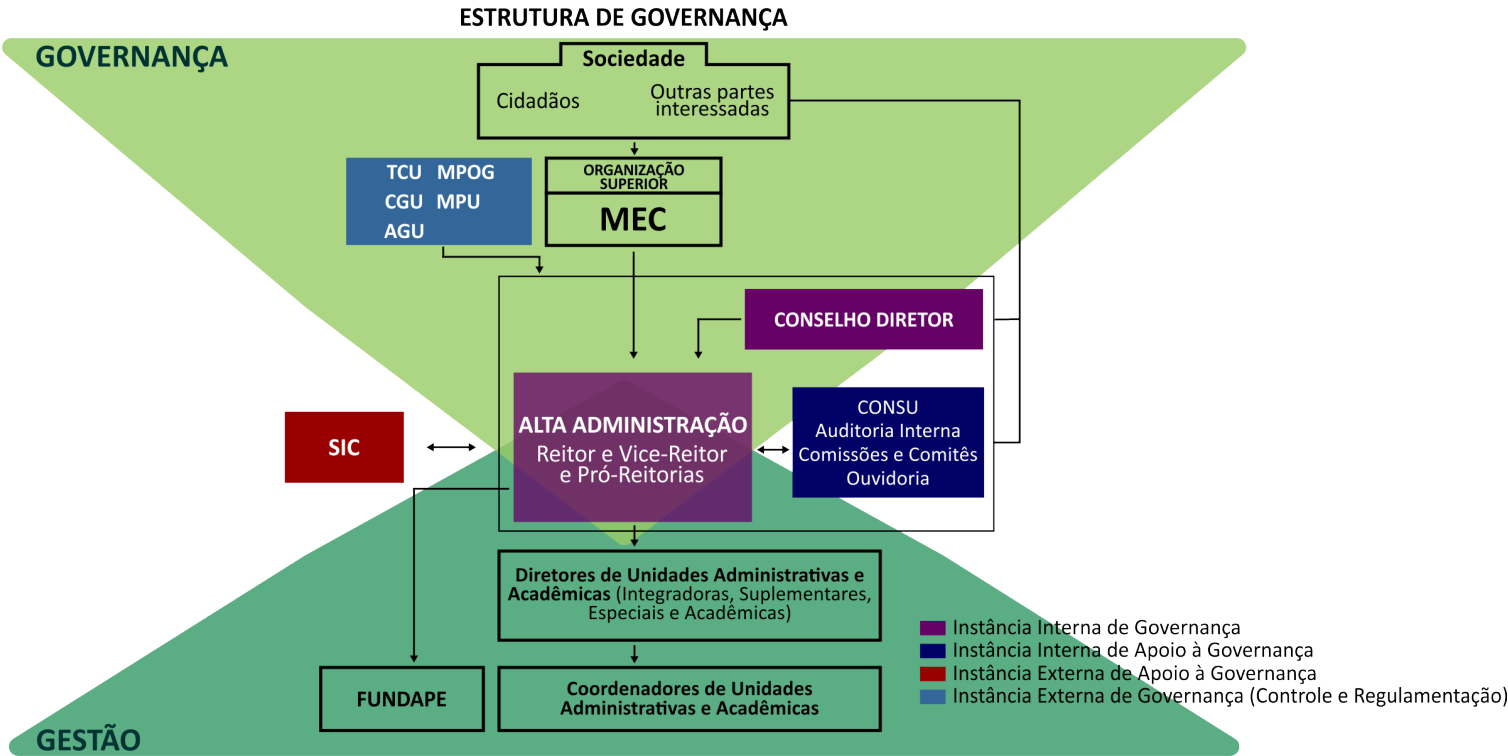 ESTRUTURA DE GOVERNANÇA
GOVERNANÇA
Sociedade
Cidadãos
Outras partes
interessadas
TCU MPOG
CGU MPU
AGU
ORGANIZAÇÃO
SUPERIOR
MEC
CONSELHO DIRETOR
ALTA ADMINISTRAÇÃO
Reitor e Vice-Reitor
e Pró-Reitorias
CONSU
Auditoria Interna
Comissões e Comitês
Ouvidoria
SIC
Diretores de Unidades Administrativas e
Acadêmicas (Integradoras, Suplementares,
Especiais e Acadêmicas)
FUNDAPE
Coordenadores de Unidades
Administrativas e Acadêmicas
Instância Interna de Governança
Instância Interna de Apoio à Governança
Instância Externa de Apoio à Governança
Instância Externa de Governança (Controle e Regulamentação)
GESTÃO